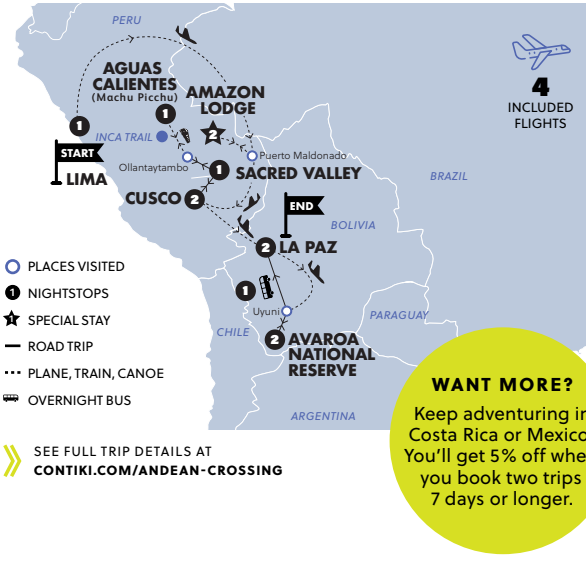 PERU
AGUAS
CALIENTES
(Machu Picchu)
AMAZON
LODGE
1
1
2
INCA TRAIL
START
LIMA
Ollantaytambo
Puerto Maldonado
1
SACRED VALLEY
CUSCO 2
END
BOLIVIA
BRAZIL
2 LA PAZ
1
Uyuni
CHILE
PARAGUAY
2 AVAROA
NATIONAL
RESERVE
ARGENTINA
4
INCLUDED
FLIGHTS
PLACES VISITED
1 NIGHTSTOPS
1 SPECIAL STAY
ROAD TRIP
PLANE, TRAIN, CANOE
OVERNIGHT BUS
SEE FULL TRIP DETAILS AT
CONTIKI.COM/ANDEAN-CROSSING
WANT MORE?
Keep adventuring in
Costa Rica or Mexico
You'll get 5% off whe
you book two trips
7 days or longer.